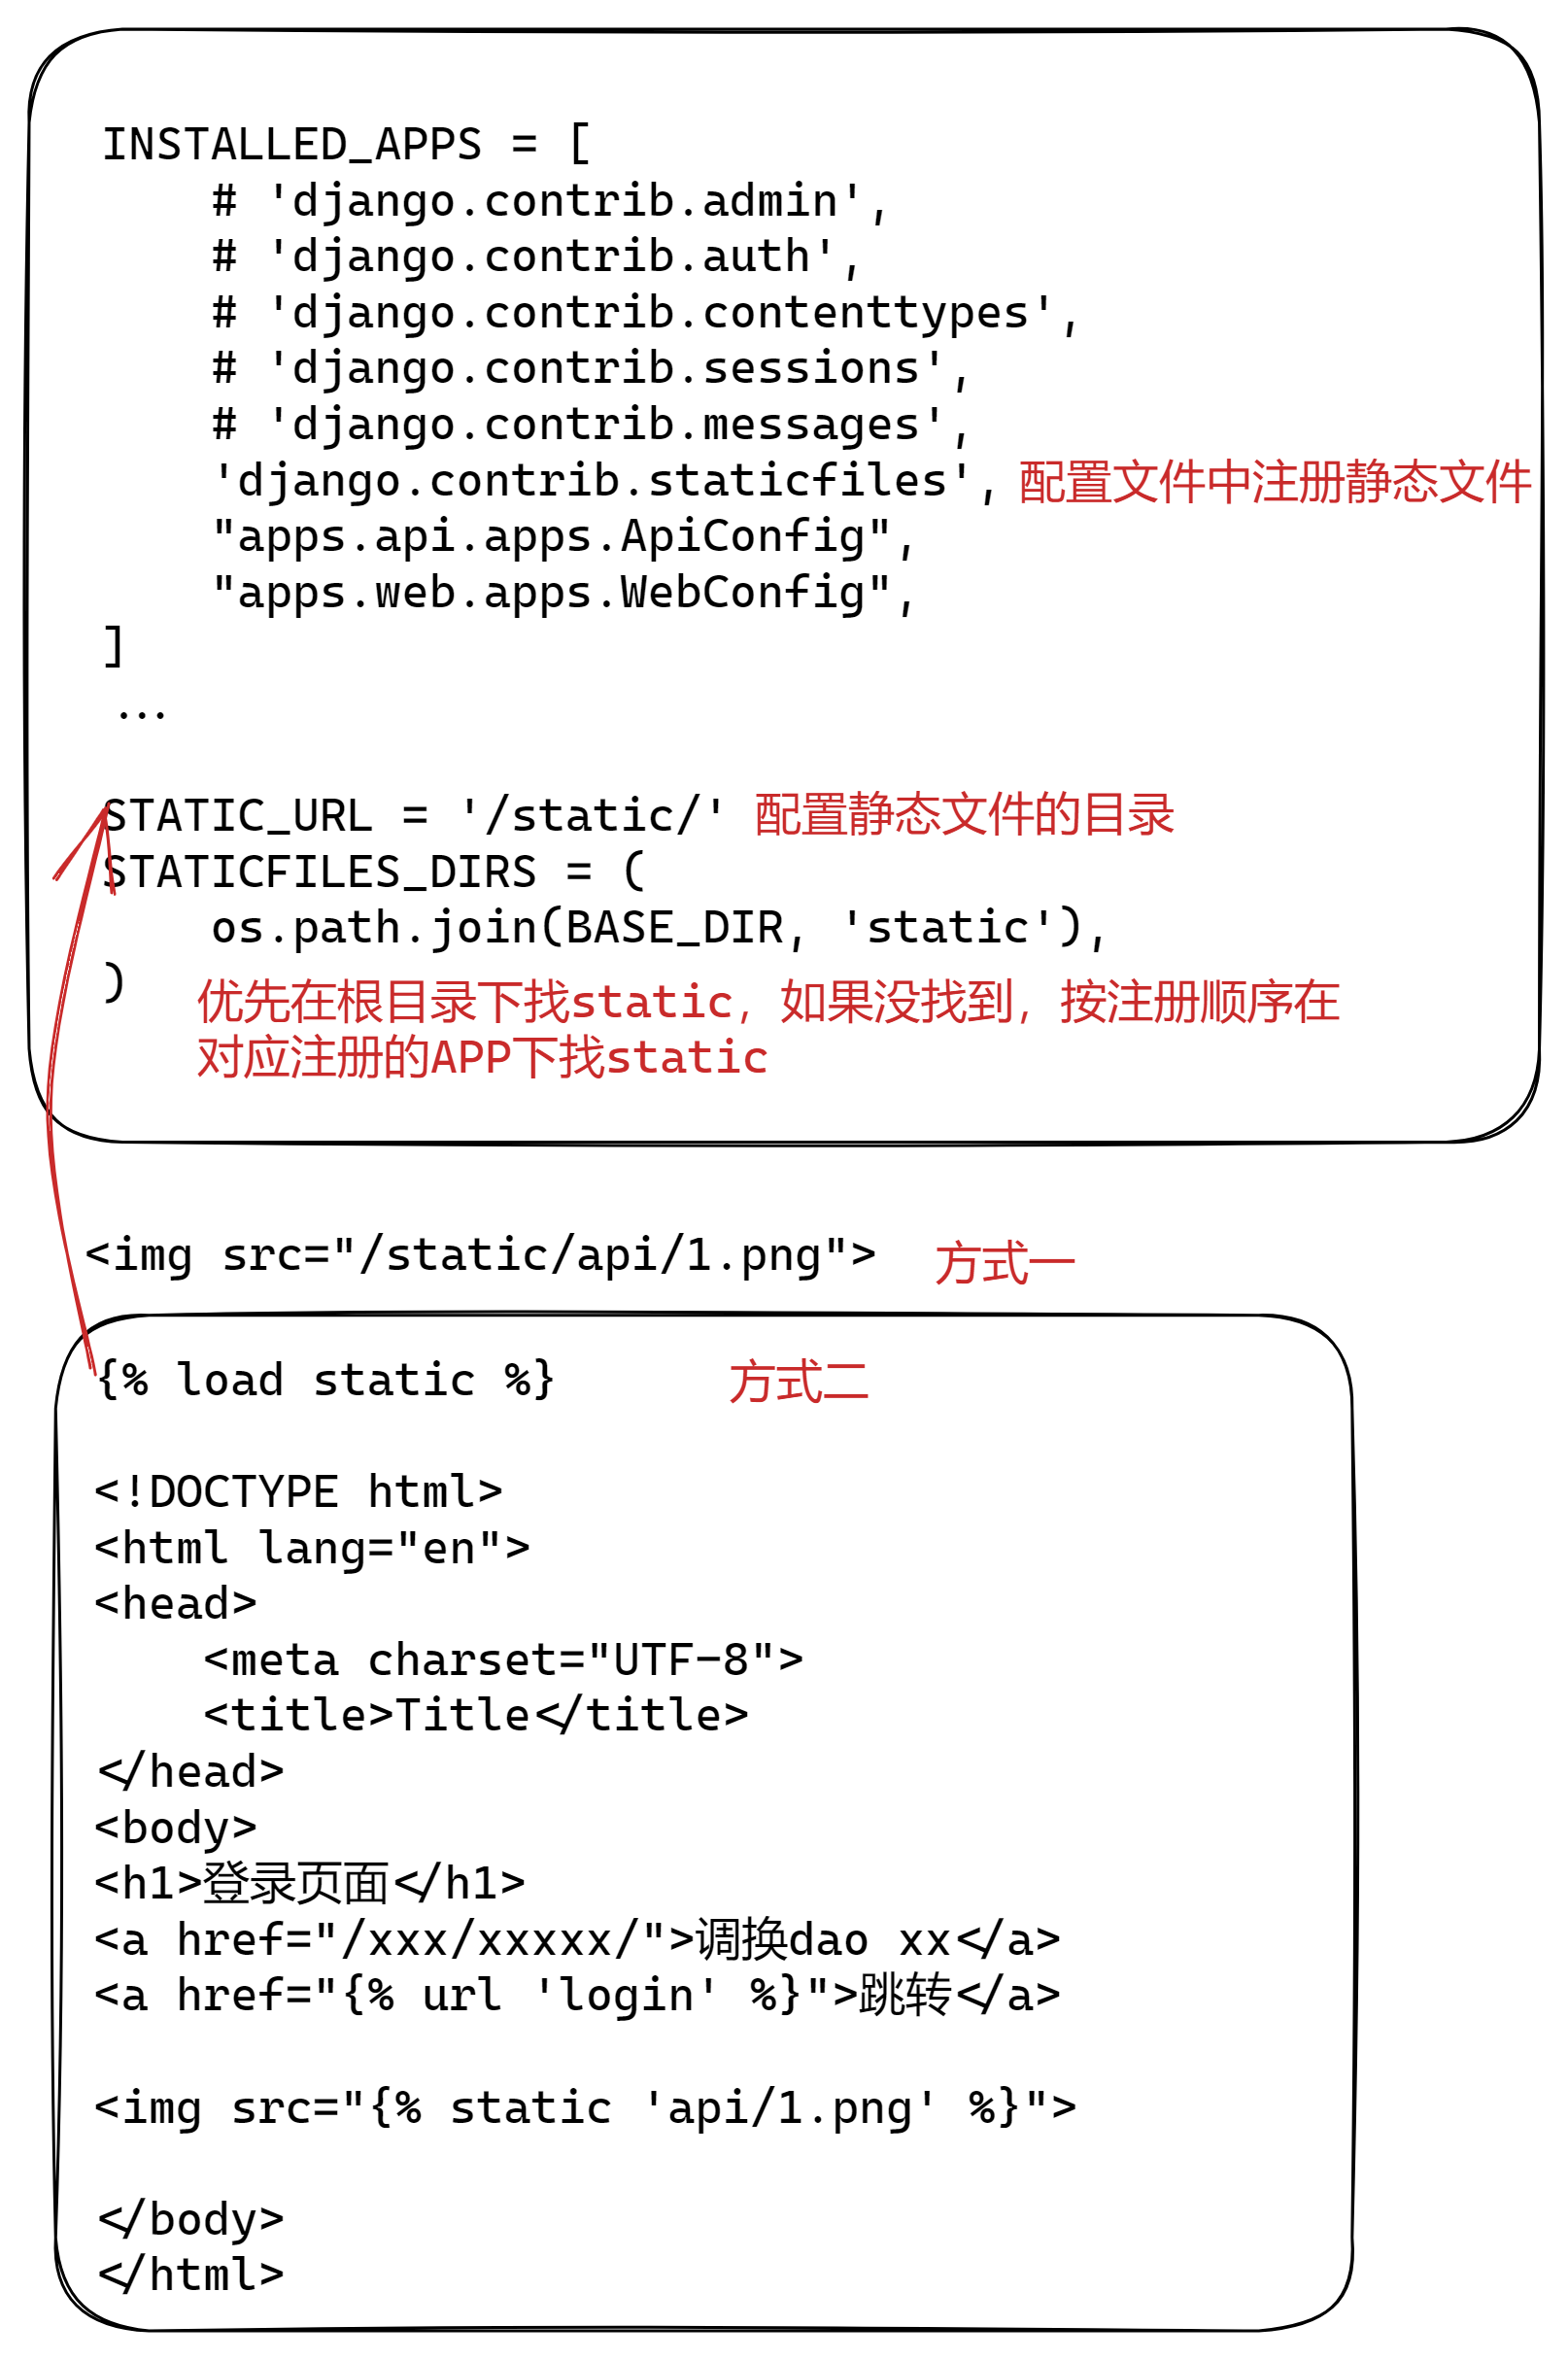 INSTALLED_APPS = [
    # 'django.contrib.admin',
    # 'django.contrib.auth',
    # 'django.contrib.contenttypes',
    # 'django.contrib.sessions',
    # 'django.contrib.messages',
    'django.contrib.staticfiles', 配置文件中注册静态文件
    "apps.api.apps.ApiConfig",
    "apps.web.apps.WebConfig",
]
...
STATIC_URL = '/static/' 配置静态文件的目录
STATICFILES_DIRS = (
    os.path.join(BASE_DIR, 'static'),
)
优先在根目录下找static，如果没找到，按注册顺序在
对应注册的APP下找static
<img src="/static/api/1.png"> 方式一
{% load static %} 方式二
<!DOCTYPE html>
<html lang="en">
<head>
    <meta charset="UTF-8">
    <title>Title</title>
</head>
<body>
<h1>登录页面</h1>
<a href="/xxx/xxxxx/">调换dao xx</a>
<a href="{% url 'login' %}">跳转</a>
<img src="{% static 'api/1.png' %}">
</body>
</html>